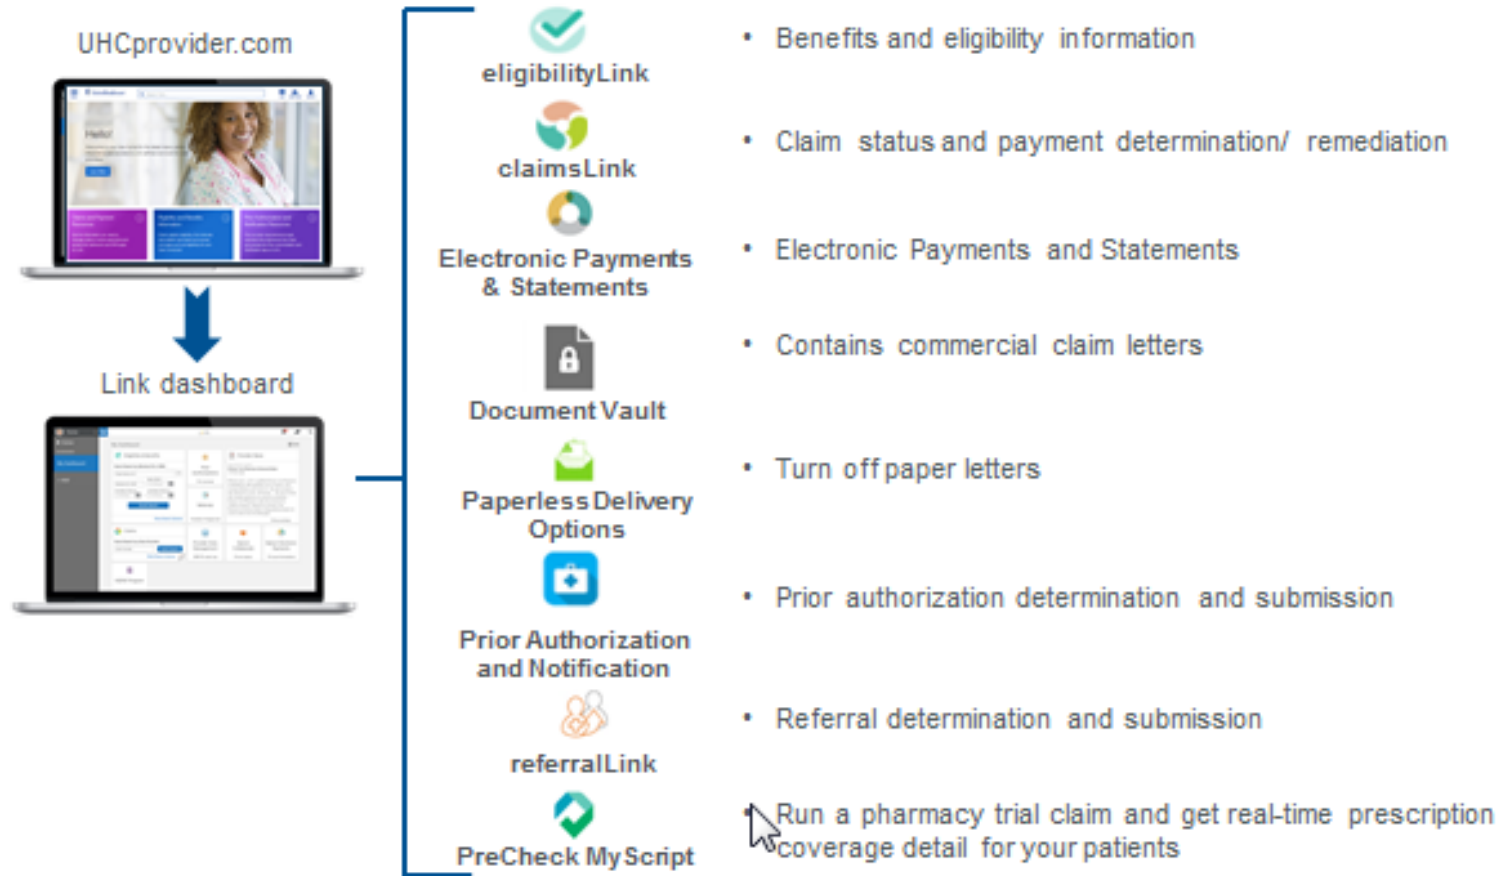 UHCprovider.com
Hello!
Link dashboard
eligibilityLink
• Benefits and eligibility information
claimsLink
• Claim status and payment determination/ remediation
Electronic Payments
& Statements
• Electronic Payments and Statements
Document Vault
• Contains commercial claim letters
Paperless Delivery
Options
• Turn off paper letters
Prior Authorization
and Notification
• Prior authorization determination and submission
referralLink
• Referral determination and submission
PreCheck MyScript
• Run a pharmacy trial claim and get real-time prescription
coverage detail for your patients